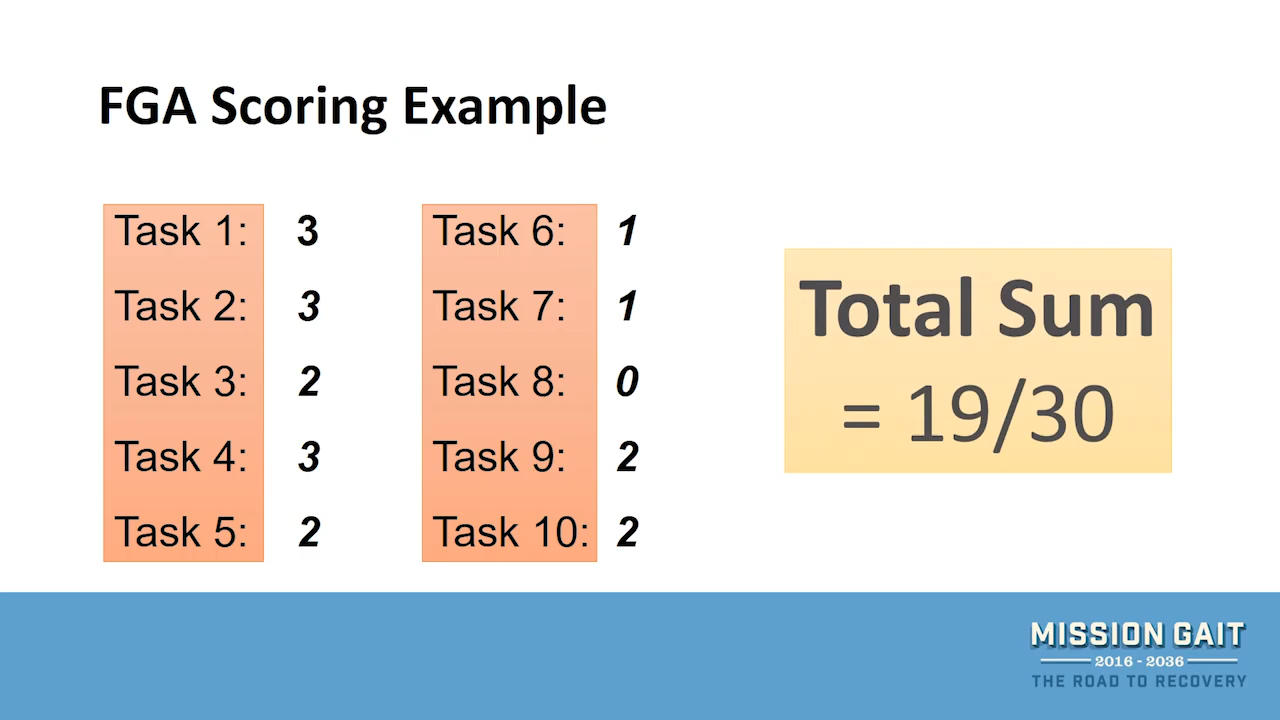 FGA Scoring Example
Task 1: 3
Task 2: 3
Task 3: 2
Task 4: 3
Task 5: 2
Task 6: 1
Task 7: 1
Task 8: 0
Task 9: 2
Task 10: 2
Total Sum
= 19/30
MISSION GAIT
2016 - 2036
THE ROAD TO RECOVERY